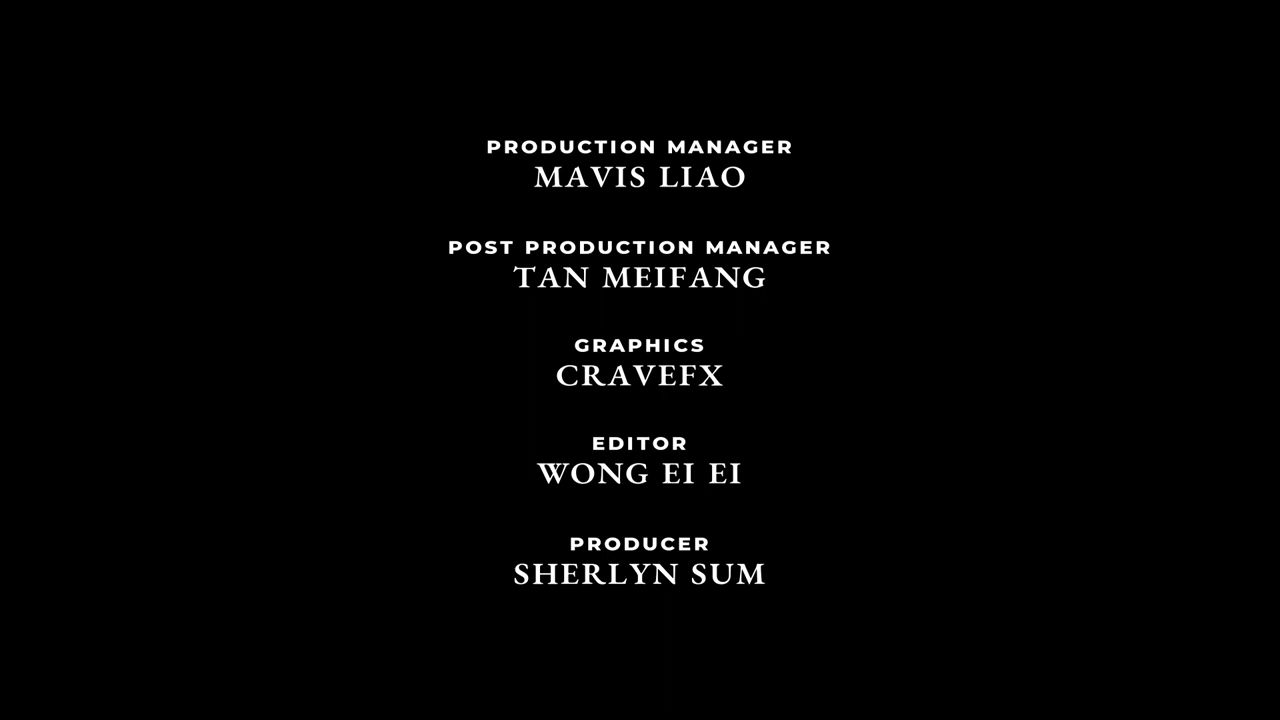 PRODUCTION MANAGER
MAVIS LIAO
POST PRODUCTION MANAGER
TAN MEIFANG
GRAPHICS
CRAVEFX
EDITOR
WONG EI EI
PRODUCER
SHERLYN SUM